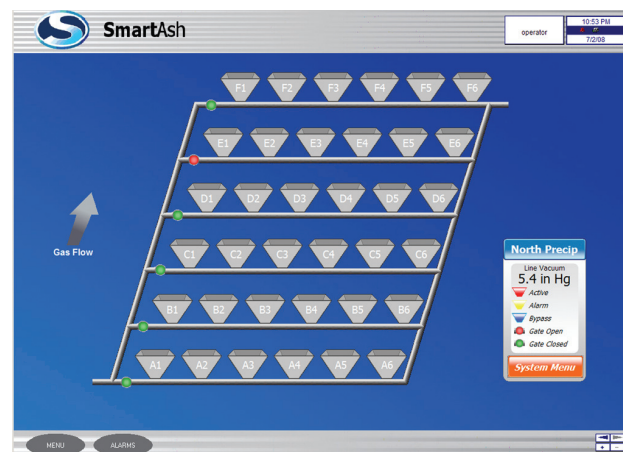 SmartAsh
operator
10:53 PM
7/2/08
F1 F2 F3 F4 F5 F6
E1 E2 E3 E4 E5 E6
D1 D2 D3 D4 D5 D6
Gas Flow
C1 C2 C3 C4 C5 C6
B1 B2 B3 B4 B5 B6
A1 A2 A3 A4 A5 A6
North Precip
Line Vacuum
5.4 in Hg
Active
Alarm
Bypass
Gate Open
Gate Closed
System Menu
MENU
ALARMS
+ -